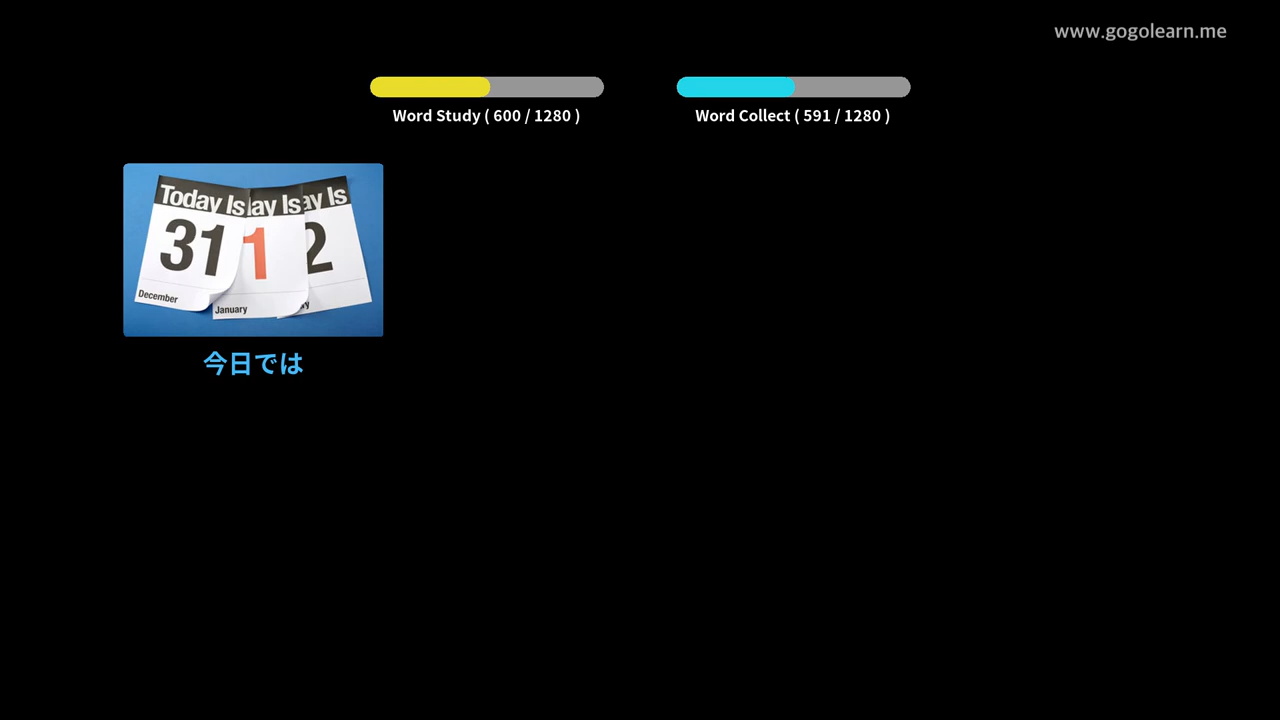 www.gogolearn.me
Word Study ( 600 / 1280 )
Word Collect ( 591 / 1280 )
Today Is
ay Is
ay Is
31
1
2
December
January
ry
今日では